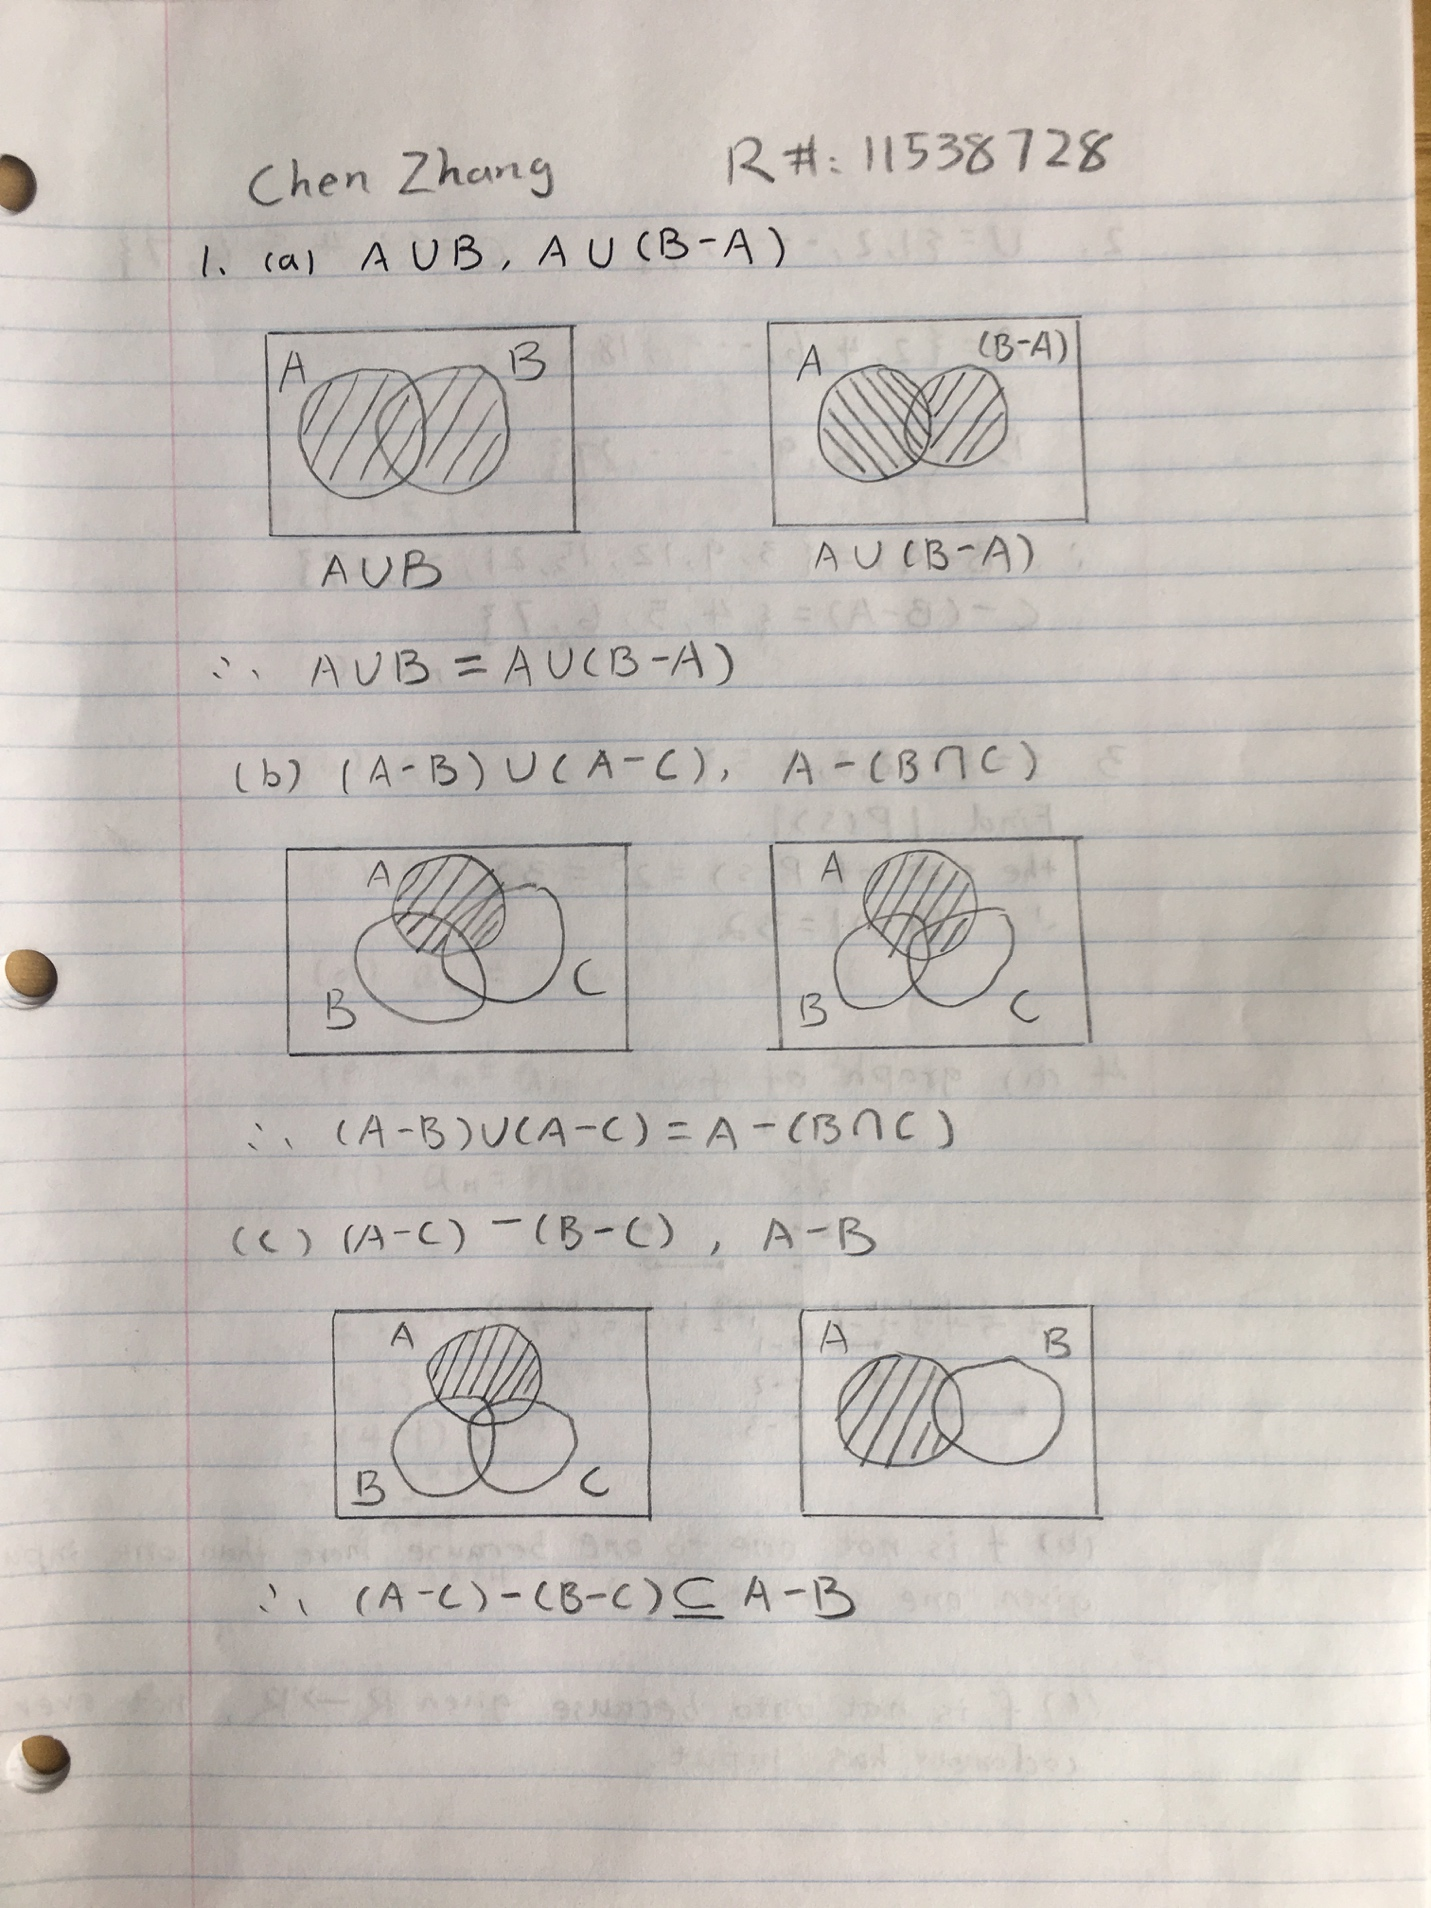 Chen Zhang R#: 11538728
1. (a) A∪B, A∪(B-A)
A B A (B-A)
A∪B A∪(B-A)
∴ A∪B = A∪(B-A)
(b) (A-B)∪(A-C), A-(B∩C)
A B C A B C
∴ (A-B)∪(A-C) = A-(B∩C)
(c) (A-C)-(B-C), A-B
A B C A B
∴ (A-C)-(B-C) ⊆ A-B